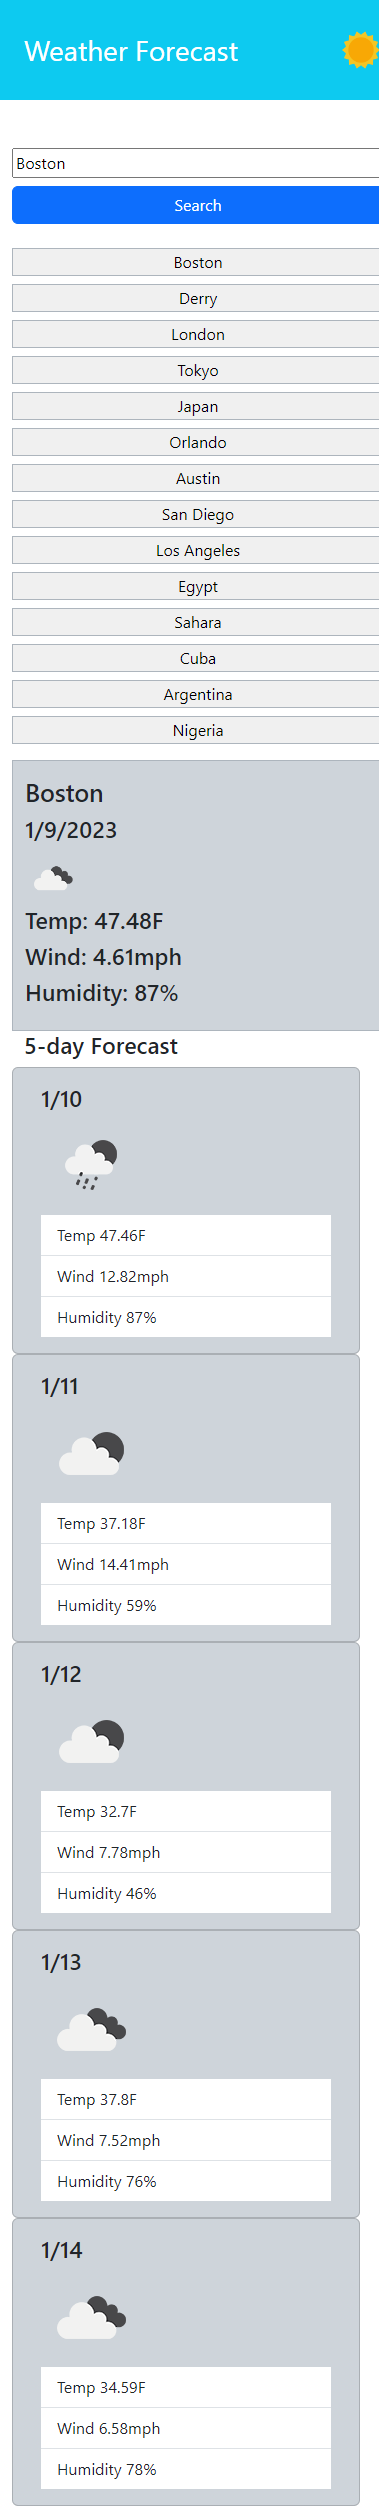 Weather Forecast
Boston
Search
Boston
Derry
London
Tokyo
Japan
Orlando
Austin
San Diego
Los Angeles
Egypt
Sahara
Cuba
Argentina
Nigeria
Boston
1/9/2023
Temp: 47.48F
Wind: 4.61mph
Humidity: 87%
5-day Forecast
1/10
Temp 47.46F
Wind 12.82mph
Humidity 87%
1/11
Temp 37.18F
Wind 14.41mph
Humidity 59%
1/12
Temp 32.7F
Wind 7.78mph
Humidity 46%
1/13
Temp 37.8F
Wind 7.52mph
Humidity 76%
1/14
Temp 34.59F
Wind 6.58mph
Humidity 78%